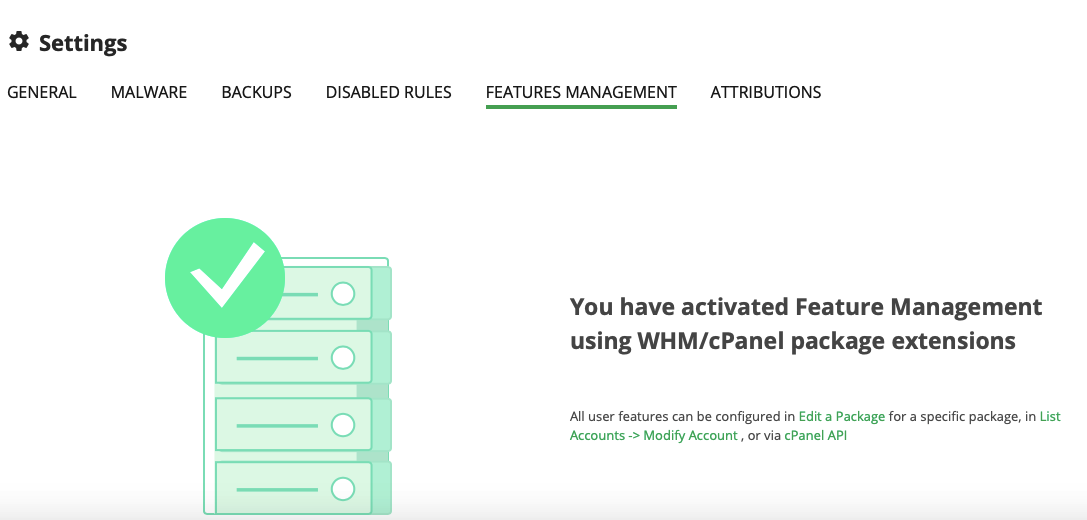 Settings
GENERAL MALWARE BACKUPS DISABLED RULES FEATURES MANAGEMENT ATTRIBUTIONS
You have activated Feature Management
using WHM/cPanel package extensions
All user features can be configured in Edit a Package for a specific package, in List
Accounts -> Modify Account , or via cPanel API